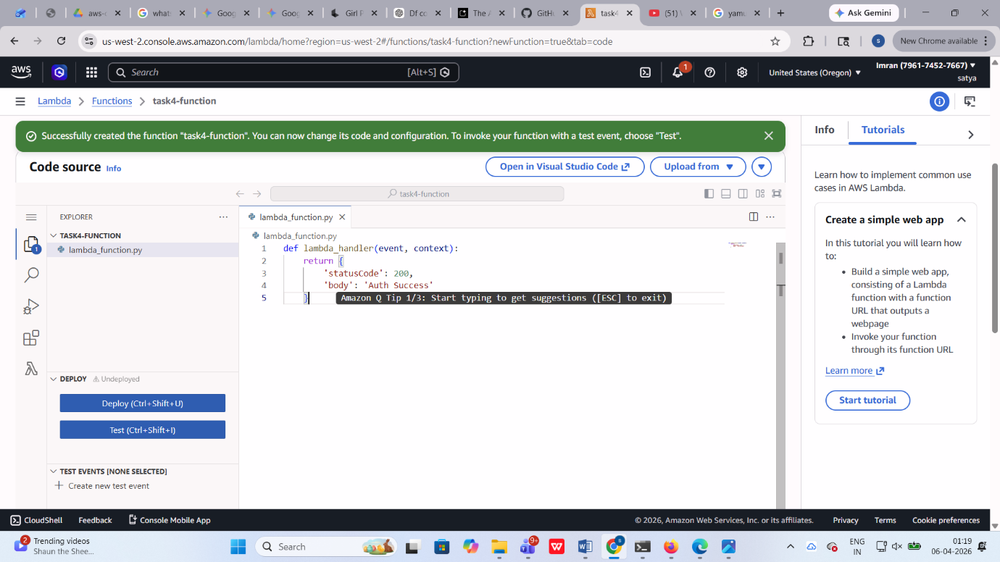 aws-
what
Goog
Goog
Girl P
Df co
The A
GitH
task4
(51)
yamu
Ask Gemini
us-west-2.console.aws.amazon.com/lambda/home?region=us-west-2#/functions/task4-function?newFunction=true&tab=code
S
New Chrome available
aws
Search
[Alt+S]
1
United States (Oregon)
Imran (7961-7452-7667)
satya
Lambda
Functions
task4-function
Successfully created the function "task4-function". You can now change its code and configuration. To invoke your function with a test event, choose "Test".
Code source
Info
Open in Visual Studio Code
Upload from
task4-function
EXPLORER
TASK4-FUNCTION
lambda_function.py
1
lambda_function.py
lambda_function.py
1 def lambda_handler(event, context):
2 return {
3 'statusCode': 200,
4 'body': 'Auth Success'
5 }
Amazon Q Tip 1/3: Start typing to get suggestions ([ESC] to exit)
DEPLOY Undeployed
Deploy (Ctrl+Shift+U)
Test (Ctrl+Shift+I)
TEST EVENTS [NONE SELECTED]
Create new test event
Info
Tutorials
Learn how to implement common use
cases in AWS Lambda.
Create a simple web app
In this tutorial you will learn how
to:
• Build a simple web app,
consisting of a Lambda
function with a function
URL that outputs a
webpage
• Invoke your function
through its function URL
Learn more
Start tutorial
CloudShell
Feedback
Console Mobile App
© 2026, Amazon Web Services, Inc. or its affiliates.
Privacy
Terms
Cookie preferences
2
Trending videos
Shaun the Shee...
Search
9+
W
S
ENG
IN
01:19
06-04-2026